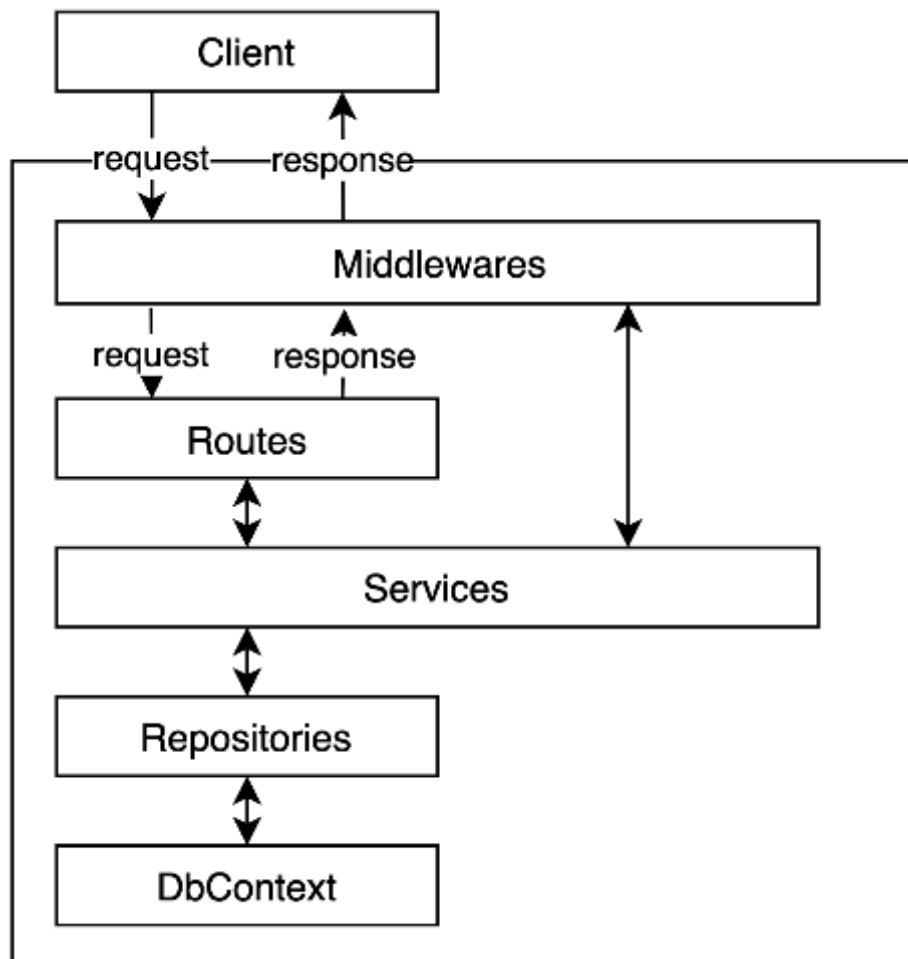 Client
request response
Middlewares
request response
Routes
Services
Repositories
DbContext